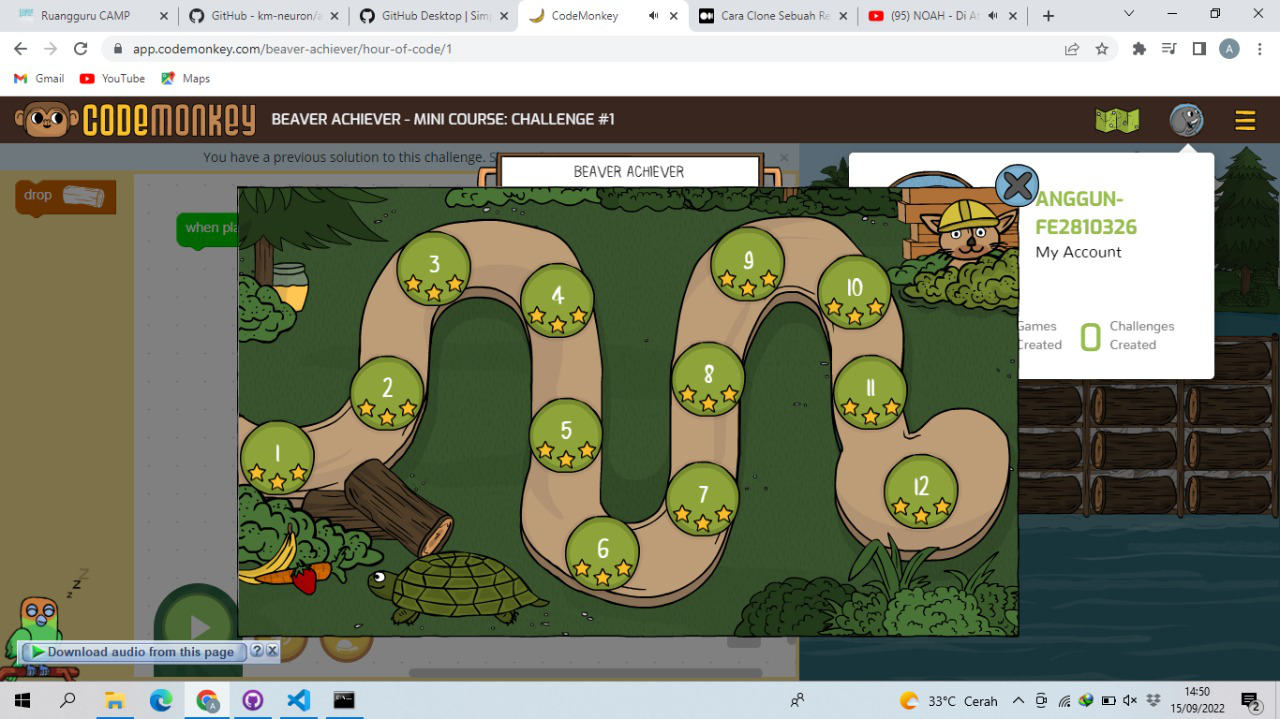 Ruangguru CAMP
GitHub - km-neuron/a
GitHub Desktop | Sim
CodeMonkey
Cara Clone Sebuah Re
(95) NOAH - Di A
app.codemonkey.com/beaver-achiever/hour-of-code/1
A
Gmail
YouTube
Maps
CODEMONKEY
BEAVER ACHIEVER - MINI COURSE: CHALLENGE #1
You have a previous solution to this challenge. S
BEAVER ACHIEVER
drop
when pla
ANGGUN-
FE2810326
My Account
Games
Created
0
Challenges
Created
1
2
3
4
5
6
7
8
9
10
11
12
z z z
Download audio from this page
?
33°C Cerah
14:50
15/09/2022
2